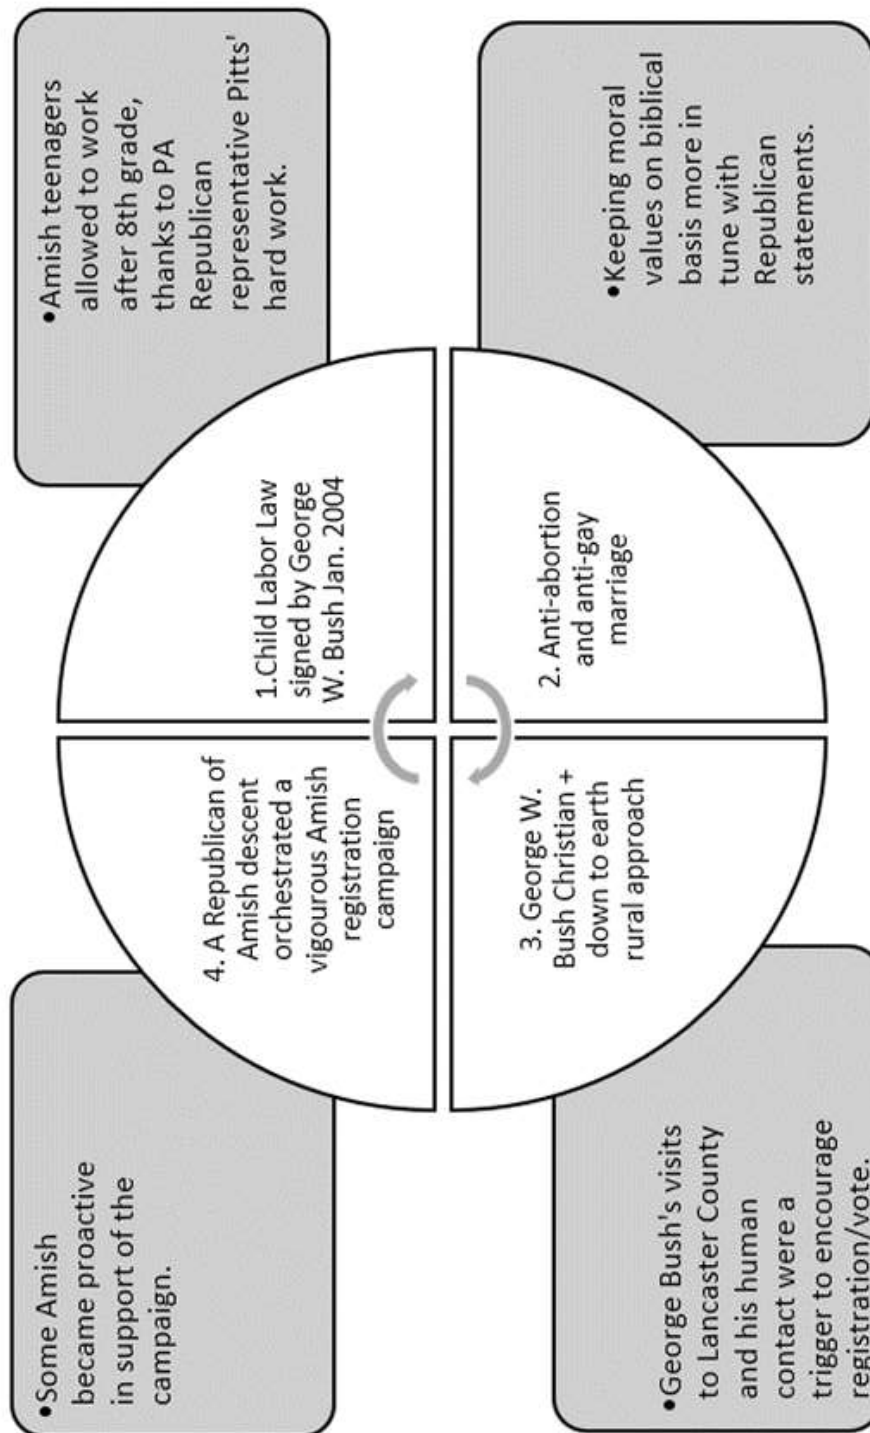 •Some Amish
became proactive
in support of the
campaign.
4. A Republican of
Amish descent
orchestrated a
vigourous Amish
registration
campaign
1.Child Labor Law
signed by George
W. Bush Jan. 2004
•Amish teenagers
allowed to work
after 8th grade,
thanks to PA
Republican
representative Pitts'
hard work.
•George Bush's visits
to Lancaster County
and his human
contact were a
trigger to encourage
registration/vote.
3. George W.
Bush Christian +
down to earth
rural approach
2. Anti-abortion
and anti-gay
marriage
•Keeping moral
values on biblical
basis more in
tune with
Republican
statements.